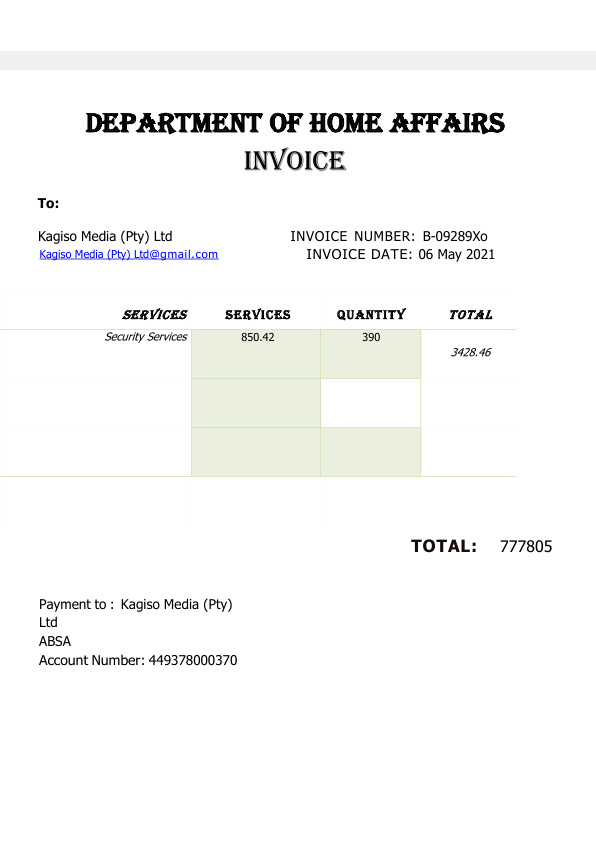 DEPARTMENT OF HOME AFFAIRS
INVOICE
To:
Kagiso Media (Pty) Ltd INVOICE NUMBER: B-09289Xo
Kagiso Media (Pty) Ltd@gmail.com INVOICE DATE: 06 May 2021
SERVICES SERVICES QUANTITY TOTAL
Security Services 850.42 390
3428.46
TOTAL: 777805
Payment to : Kagiso Media (Pty)
Ltd
ABSA
Account Number: 449378000370